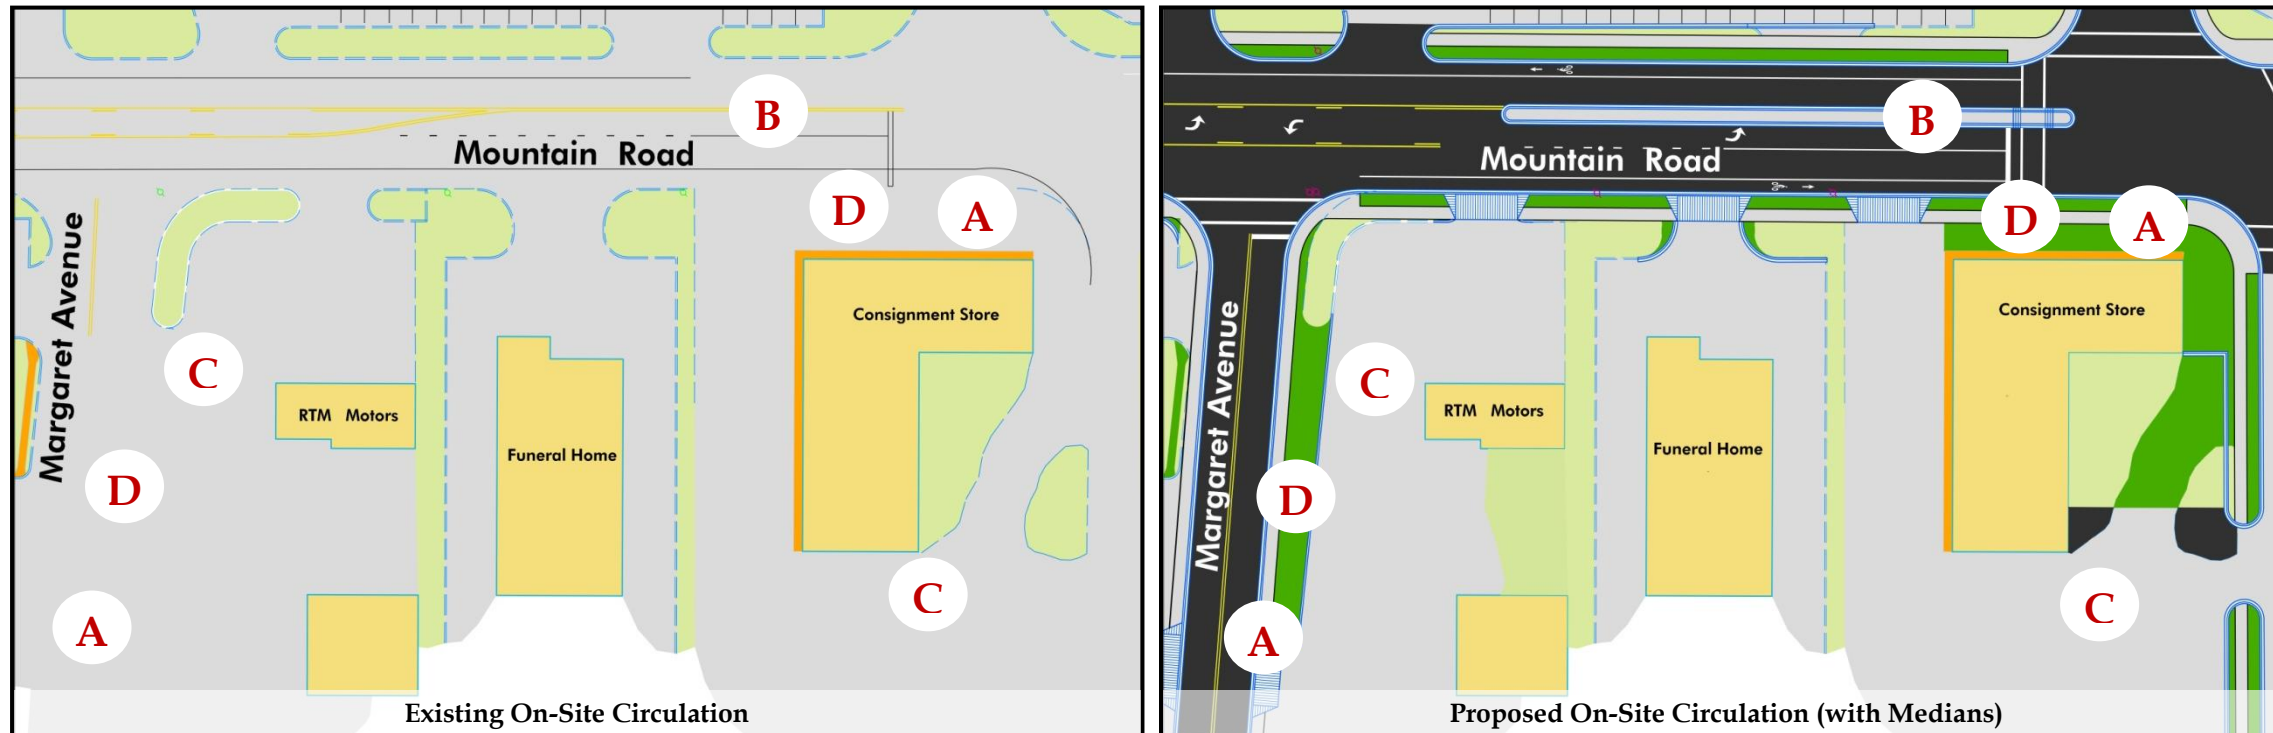 B
Mountain Road
D
A
Margaret Avenue
Consignment Store
C
RTM Motors
Funeral Home
D
C
A
Existing On-Site Circulation
B
Mountain Road
D
A
Margaret Avenue
Consignment Store
C
RTM Motors
Funeral Home
D
C
A
Proposed On-Site Circulation (with Medians)